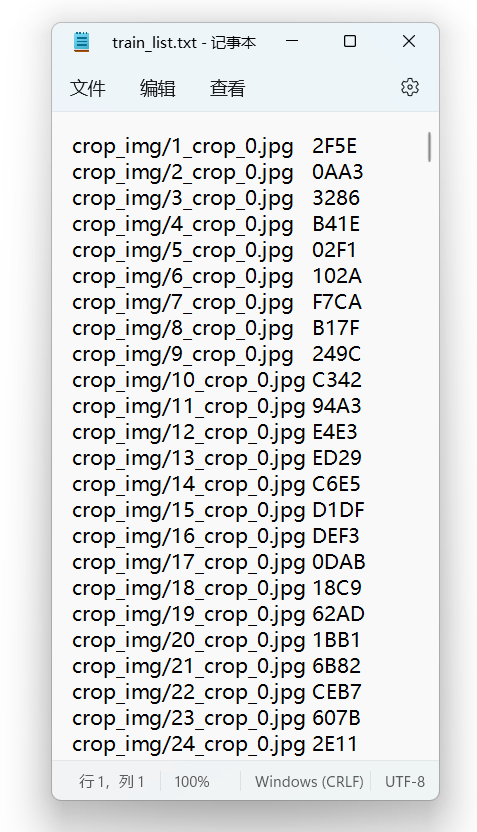 train_list.txt - 记事本
文件 编辑 查看
crop_img/1_crop_0.jpg 2F5E
crop_img/2_crop_0.jpg 0AA3
crop_img/3_crop_0.jpg 3286
crop_img/4_crop_0.jpg B41E
crop_img/5_crop_0.jpg 02F1
crop_img/6_crop_0.jpg 102A
crop_img/7_crop_0.jpg F7CA
crop_img/8_crop_0.jpg B17F
crop_img/9_crop_0.jpg 249C
crop_img/10_crop_0.jpg C342
crop_img/11_crop_0.jpg 94A3
crop_img/12_crop_0.jpg E4E3
crop_img/13_crop_0.jpg ED29
crop_img/14_crop_0.jpg C6E5
crop_img/15_crop_0.jpg D1DF
crop_img/16_crop_0.jpg DEF3
crop_img/17_crop_0.jpg 0DAB
crop_img/18_crop_0.jpg 18C9
crop_img/19_crop_0.jpg 62AD
crop_img/20_crop_0.jpg 1BB1
crop_img/21_crop_0.jpg 6B82
crop_img/22_crop_0.jpg CEB7
crop_img/23_crop_0.jpg 607B
crop_img/24_crop_0.jpg 2E11
行 1，列 1 100% Windows (CRLF) UTF-8